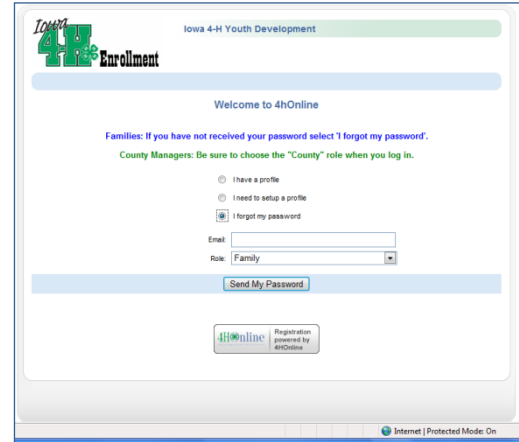 Iowa
4-H
Enrollment
Iowa 4-H Youth Development
Welcome to 4hOnline
Families: If you have not received your password select 'I forgot my password'.
County Managers: Be sure to choose the "County" role when you log in.
I have a profile
I need to setup a profile
I forgot my password
Email:
Role: Family
Send My Password
4HOnline
Registration
powered by
4HOnline
Internet | Protected Mode: On